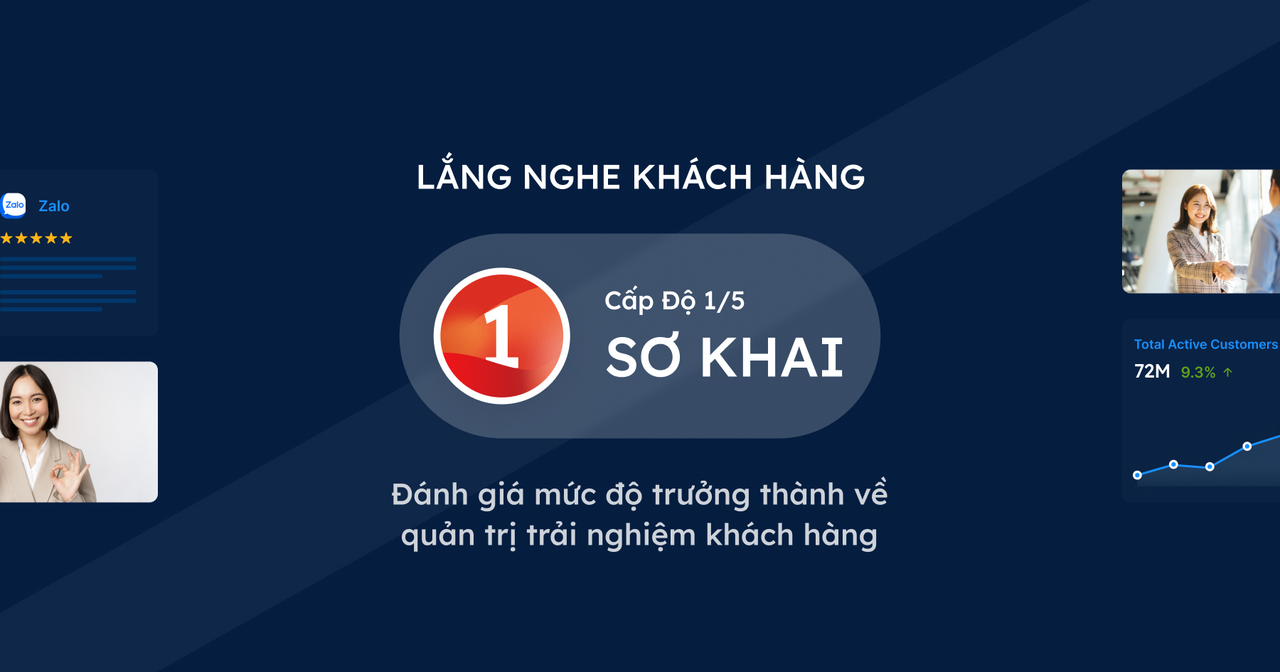 LẮNG NGHE KHÁCH HÀNG
Zalo
Zalo
1
Cấp Độ 1/5
SƠ KHAI
Total Active Customers
72M 9.3% ↑
Đánh giá mức độ trưởng thành về
quản trị trải nghiệm khách hàng